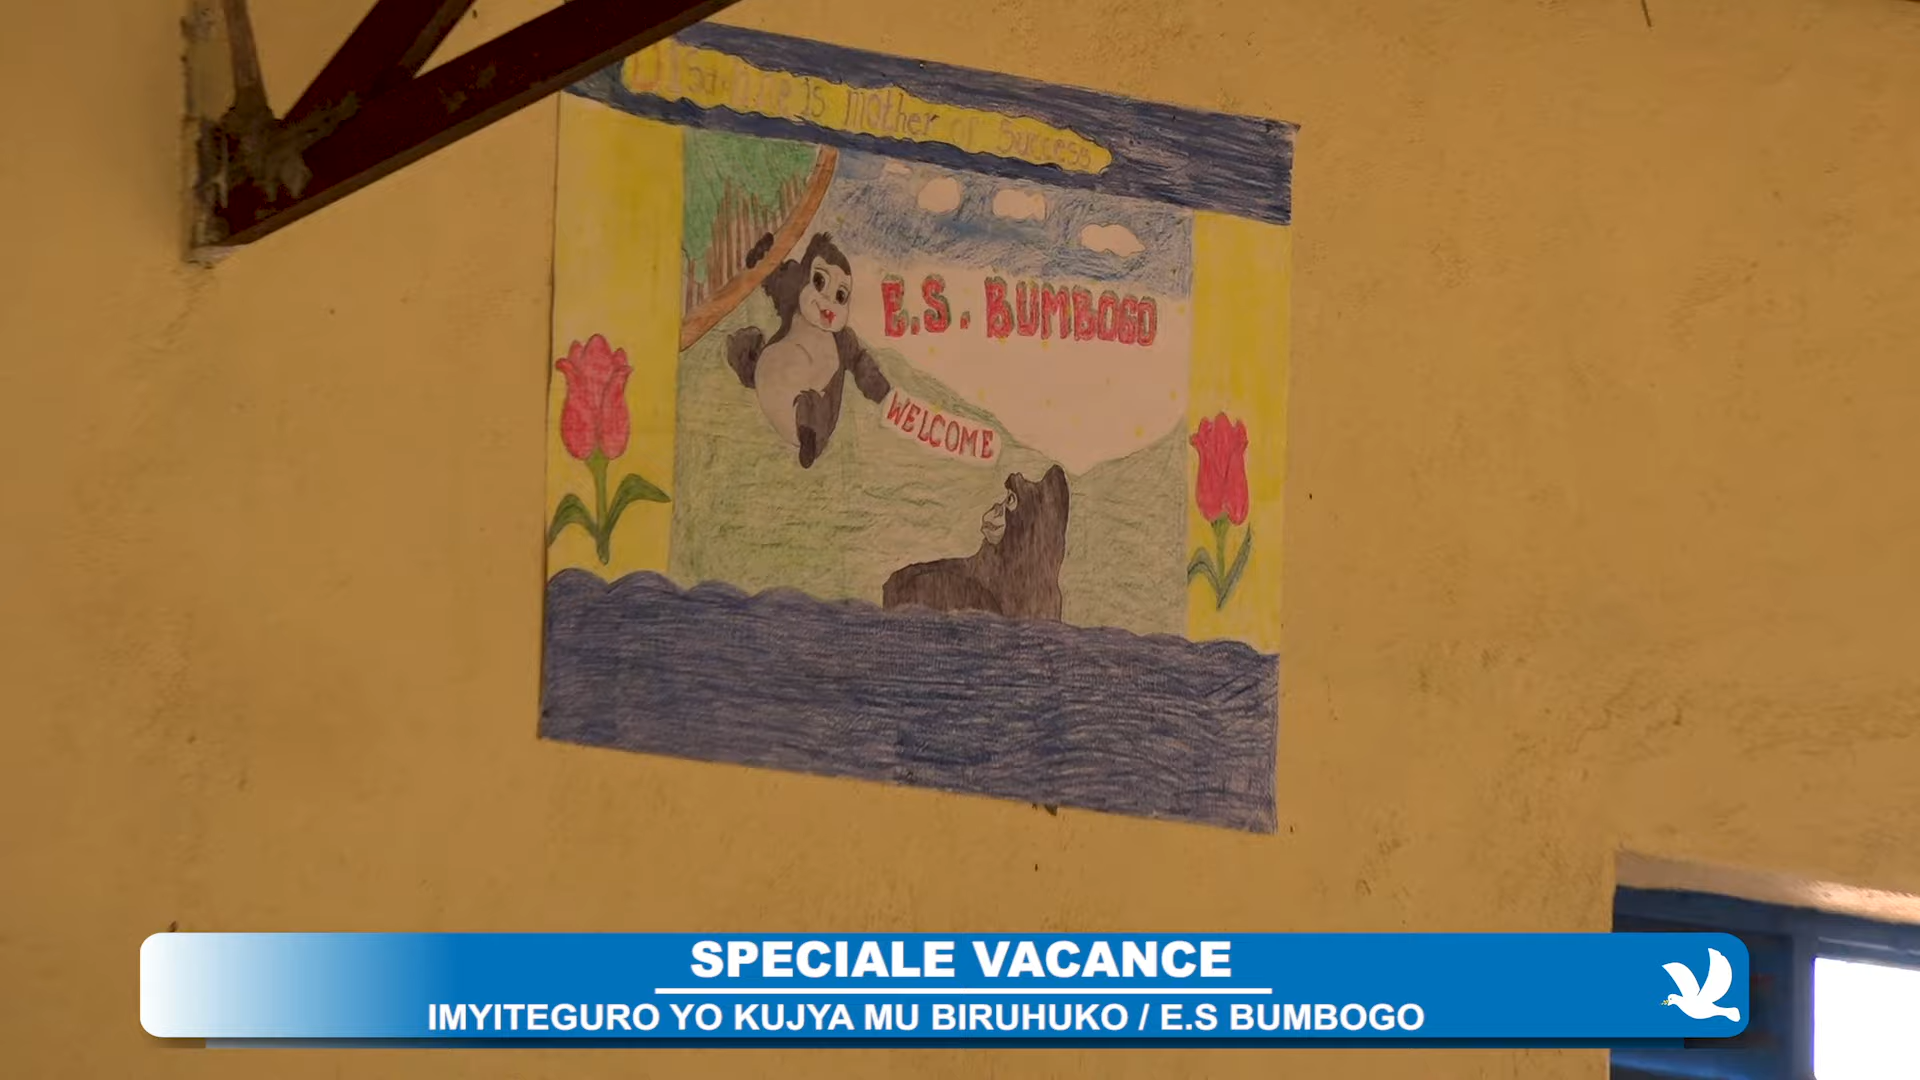 is mother of Success
E.S. BUMBOGO
WELCOME
SPECIALE VACANCE
IMYITEGURO YO KUJYA MU BIRUHUKO / E.S BUMBOGO